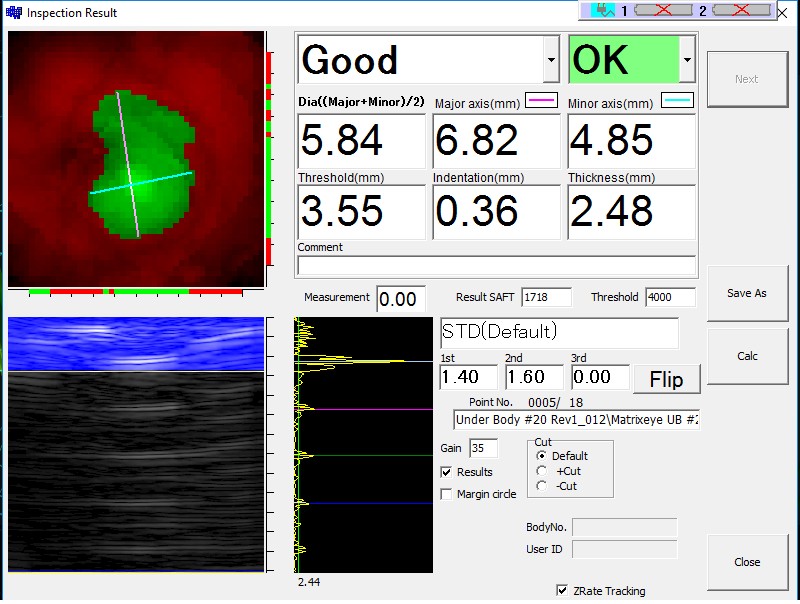 Inspection Result
1 2
Good OK
Next
Dia((Major+Minor)/2) Major axis(mm) Minor axis(mm)
5.84 6.82 4.85
Threshold(mm) Indentation(mm) Thickness(mm)
3.55 0.36 2.48
Comment
Measurement 0.00 Result SAFT 1718 Threshold 4000
Save As
STD(Default)
Calc
1st 2nd 3rd
1.40 1.60 0.00 Flip
Point No. 0005/ 18
Under Body #20 Rev1_012\Matrixeye UB #2
Gain 35
Cut
Default
+Cut
-Cut
Results
Margin circle
BodyNo.
User ID
Close
2.44
ZRate Tracking